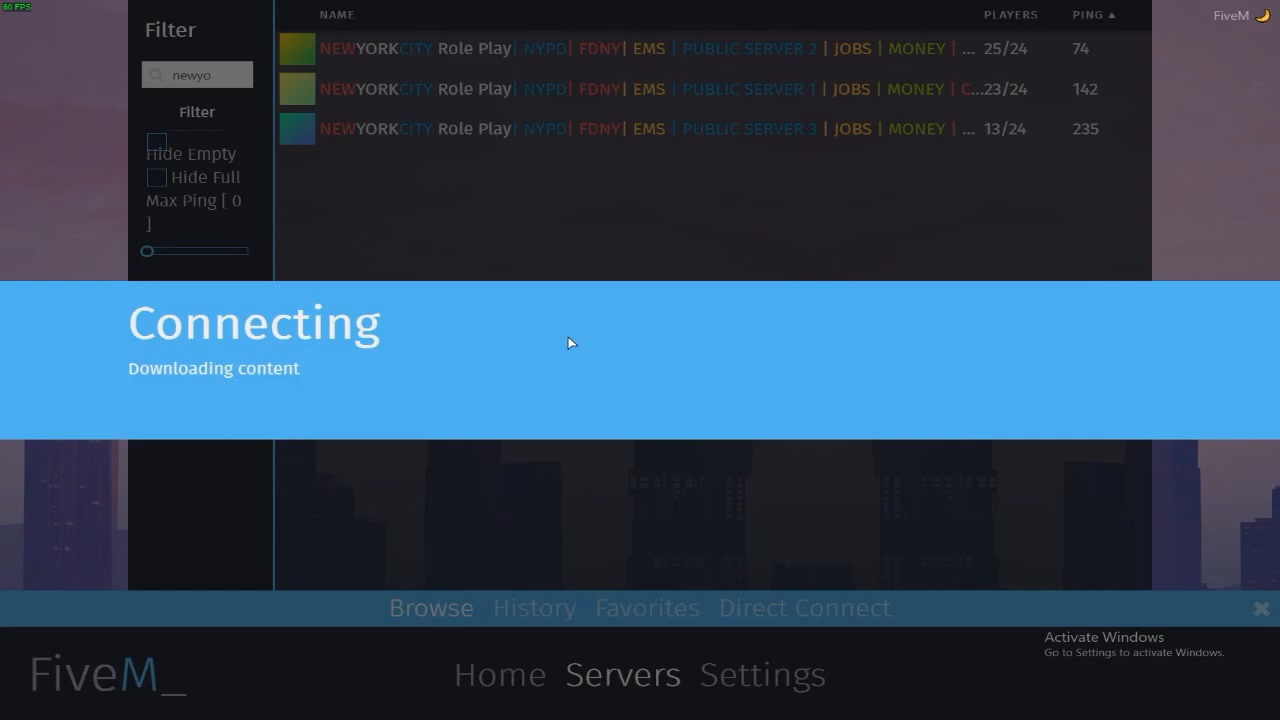 60 FPS
FiveM
Filter
newyo
Filter
Hide Empty
Hide Full
Max Ping [ 0
]
NAME PLAYERS PING ▲
NEWYORKCITY Role Play| NYPD| FDNY| EMS | PUBLIC SERVER 2 | JOBS | MONEY | ... 25/24 74
NEWYORKCITY Role Play| NYPD| FDNY| EMS | PUBLIC SERVER 1 | JOBS | MONEY | C... 23/24 142
NEWYORKCITY Role Play| NYPD| FDNY| EMS | PUBLIC SERVER 3 | JOBS | MONEY | ... 13/24 235
Connecting
Downloading content
Browse History Favorites Direct Connect
Activate Windows
Go to Settings to activate Windows.
FiveM_
Home Servers Settings